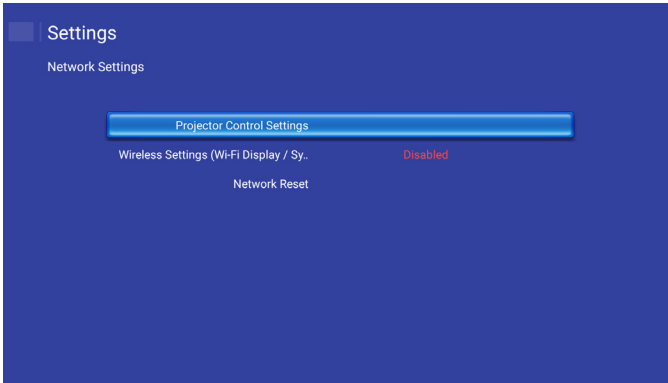 Settings
Network Settings
Projector Control Settings
Wireless Settings (Wi-Fi Display / Sy.. Disabled
Network Reset